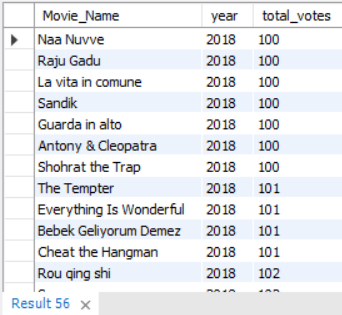 Movie_Name year total_votes
Naa Nuvve 2018 100
Raju Gadu 2018 100
La vita in comune 2018 100
Sandik 2018 100
Guarda in alto 2018 100
Antony & Cleopatra 2018 100
Shohrat the Trap 2018 100
The Tempter 2018 101
Everything Is Wonderful 2018 101
Bebek Geliyorum Demez 2018 101
Cheat the Hangman 2018 101
Rou qing shi 2018 102
Result 56 ×